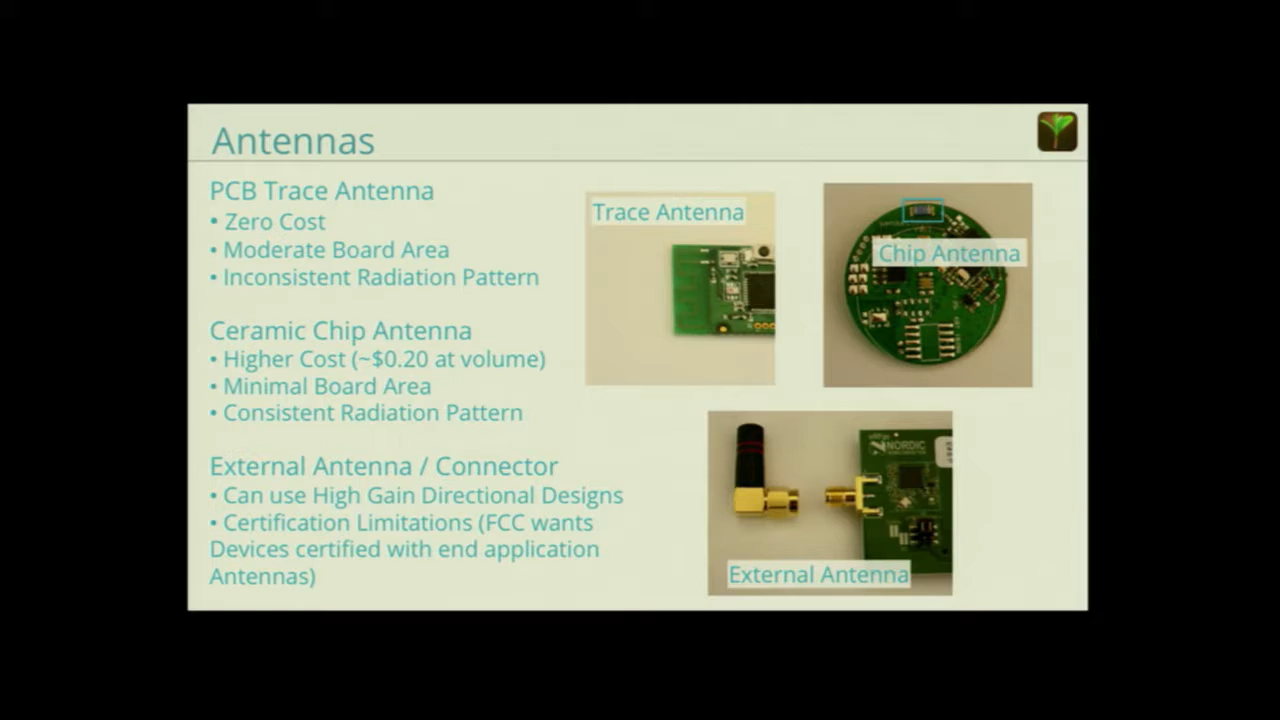 Antennas
PCB Trace Antenna
• Zero Cost
• Moderate Board Area
• Inconsistent Radiation Pattern
Ceramic Chip Antenna
• Higher Cost (~$0.20 at volume)
• Minimal Board Area
• Consistent Radiation Pattern
External Antenna / Connector
• Can use High Gain Directional Designs
• Certification Limitations (FCC wants
Devices certified with end application
Antennas)
Trace Antenna
Chip Antenna
NORDIC
SEMICONDUCTOR
External Antenna